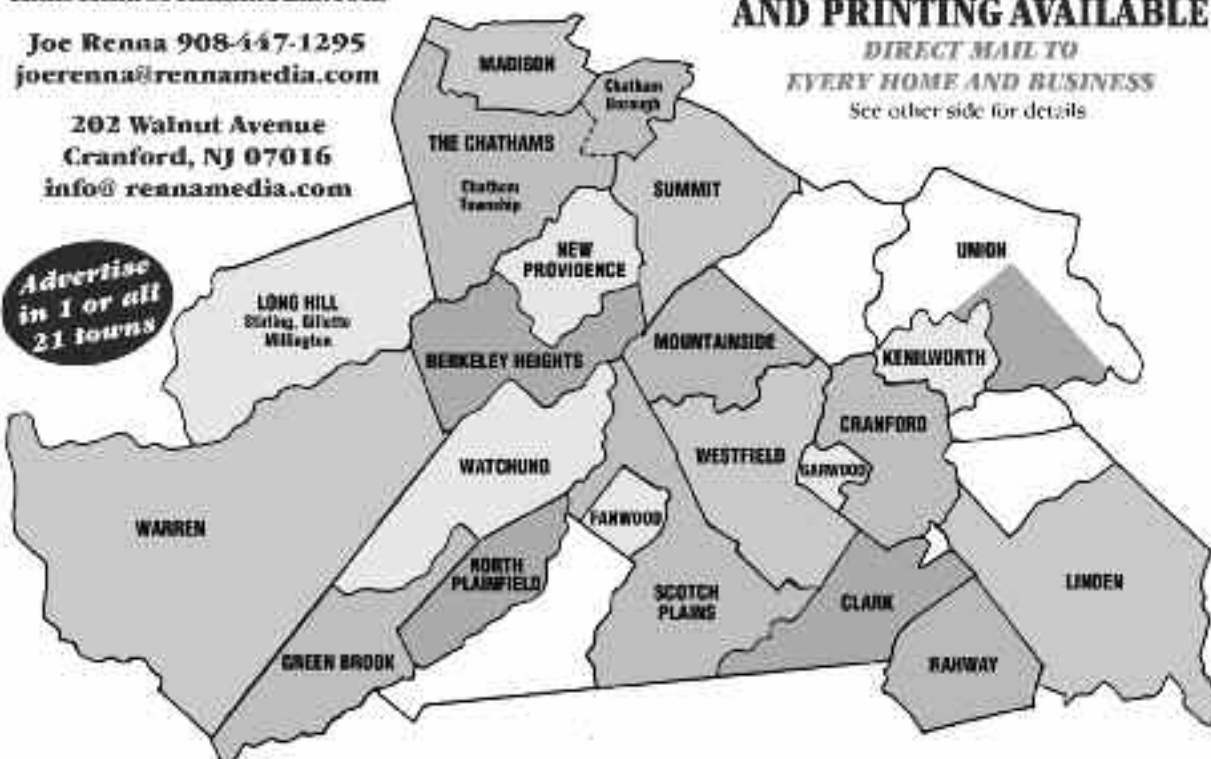 Joe Renna 908-447-1295
joerenna@rennamedia.com
202 Walnut Avenue
Cranford, NJ 07016
info@ rennamedia.com
Advertise
in 1 or all
21 towns
AND PRINTING AVAILABLE
DIRECT MAIL TO
EVERY HOME AND BUSINESS
See other side for details
MADISON
Chatham
Borough
THE CHATHAMS
Chatham
Township
SUMMIT
NEW
PROVIDENCE
UNION
LONG HILL
Stirling, Gillette
Millington
BERKELEY HEIGHTS
MOUNTAINSIDE
KENILWORTH
CRANFORD
WATCHUNG
WESTFIELD
GARWOOD
WARREN
FANWOOD
NORTH
PLAINFIELD
SCOTCH
PLAINS
CLARK
LINDEN
GREEN BROOK
RAHWAY